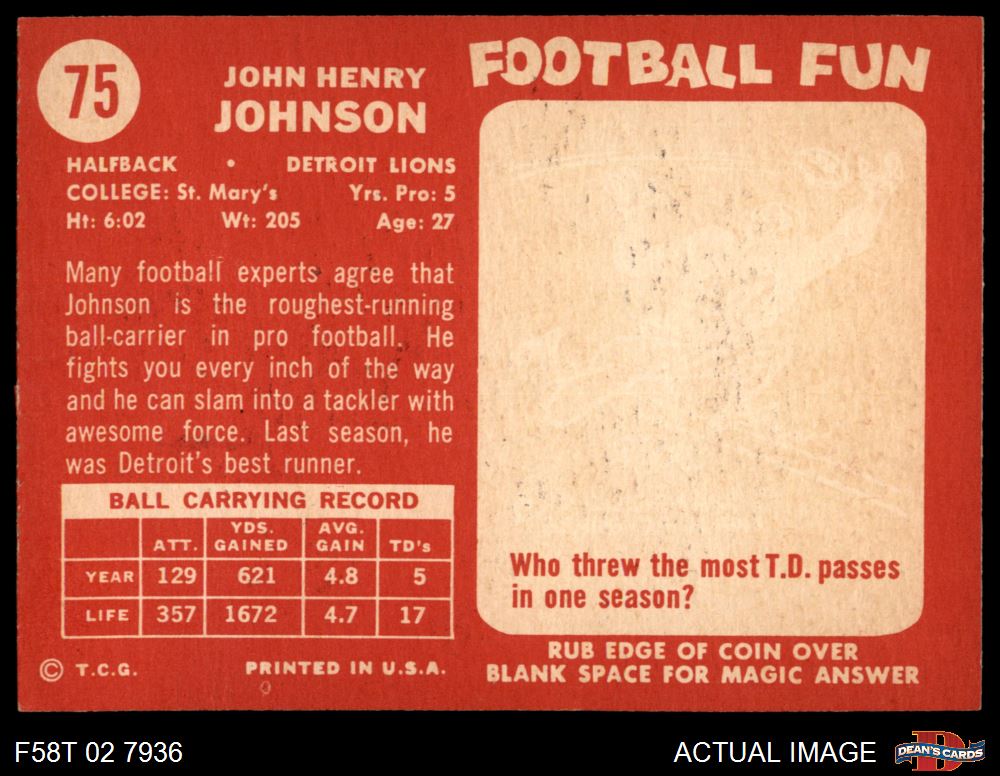 75
JOHN HENRY
JOHNSON
HALFBACK • DETROIT LIONS
COLLEGE: St. Mary's Yrs. Pro: 5
Ht: 6:02 Wt: 205 Age: 27
Many football experts agree that
Johnson is the roughest-running
ball-carrier in pro football. He
fights you every inch of the way
and he can slam into a tackler with
awesome force. Last season, he
was Detroit's best runner.
BALL CARRYING RECORD
ATT. YDS. GAINED AVG. GAIN TD's
YEAR 129 621 4.8 5
LIFE 357 1672 4.7 17
© T.C.G. PRINTED IN U.S.A.
FOOTBALL FUN
Who threw the most T.D. passes
in one season?
RUB EDGE OF COIN OVER
BLANK SPACE FOR MAGIC ANSWER
F58T 02 7936
ACTUAL IMAGE
DEAN'S CARDS